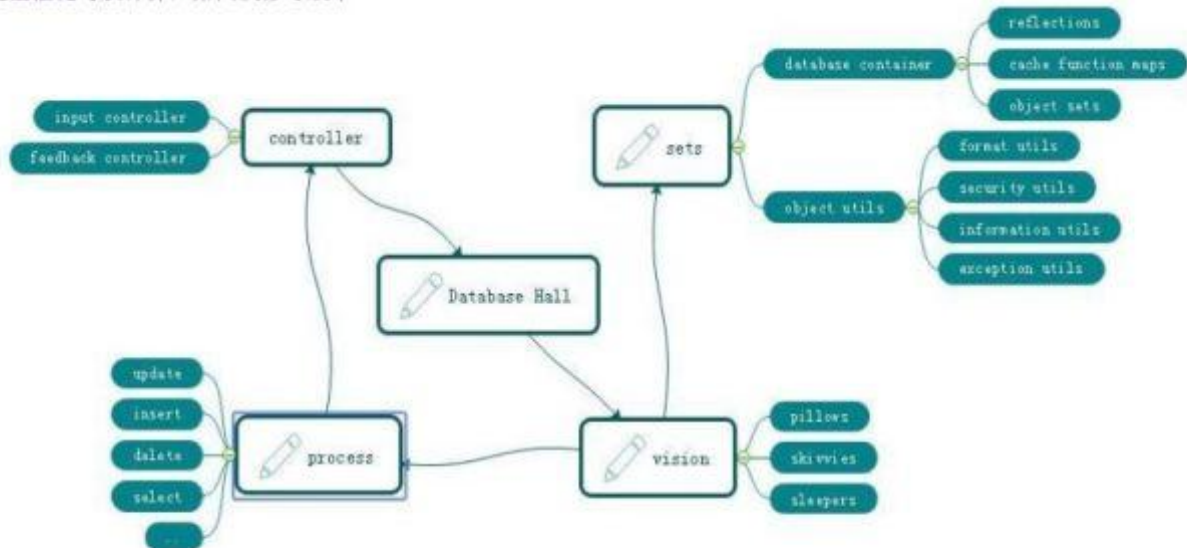 input controller
feedback controller
controller
Database Hall
sets
database container
reflections
cache function maps
object sets
object utils
format utils
security utils
information utils
exception utils
update
insert
delete
select
..
process
vision
pillows
skivvies
sleepers